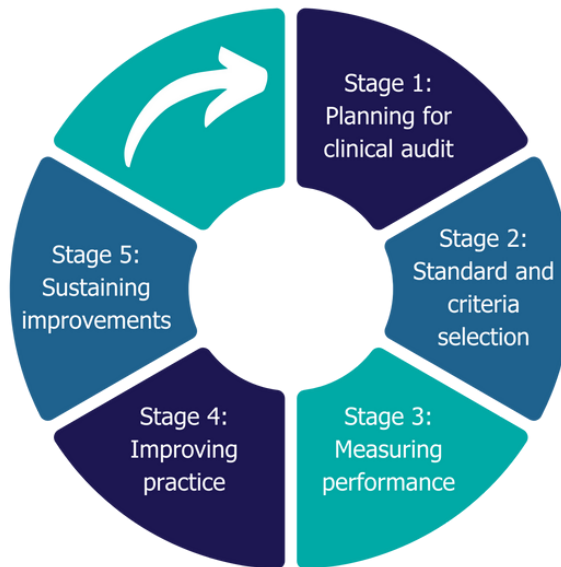 Stage 1:
Planning for
clinical audit
Stage 2:
Standard and
criteria
selection
Stage 3:
Measuring
performance
Stage 4:
Improving
practice
Stage 5:
Sustaining
improvements